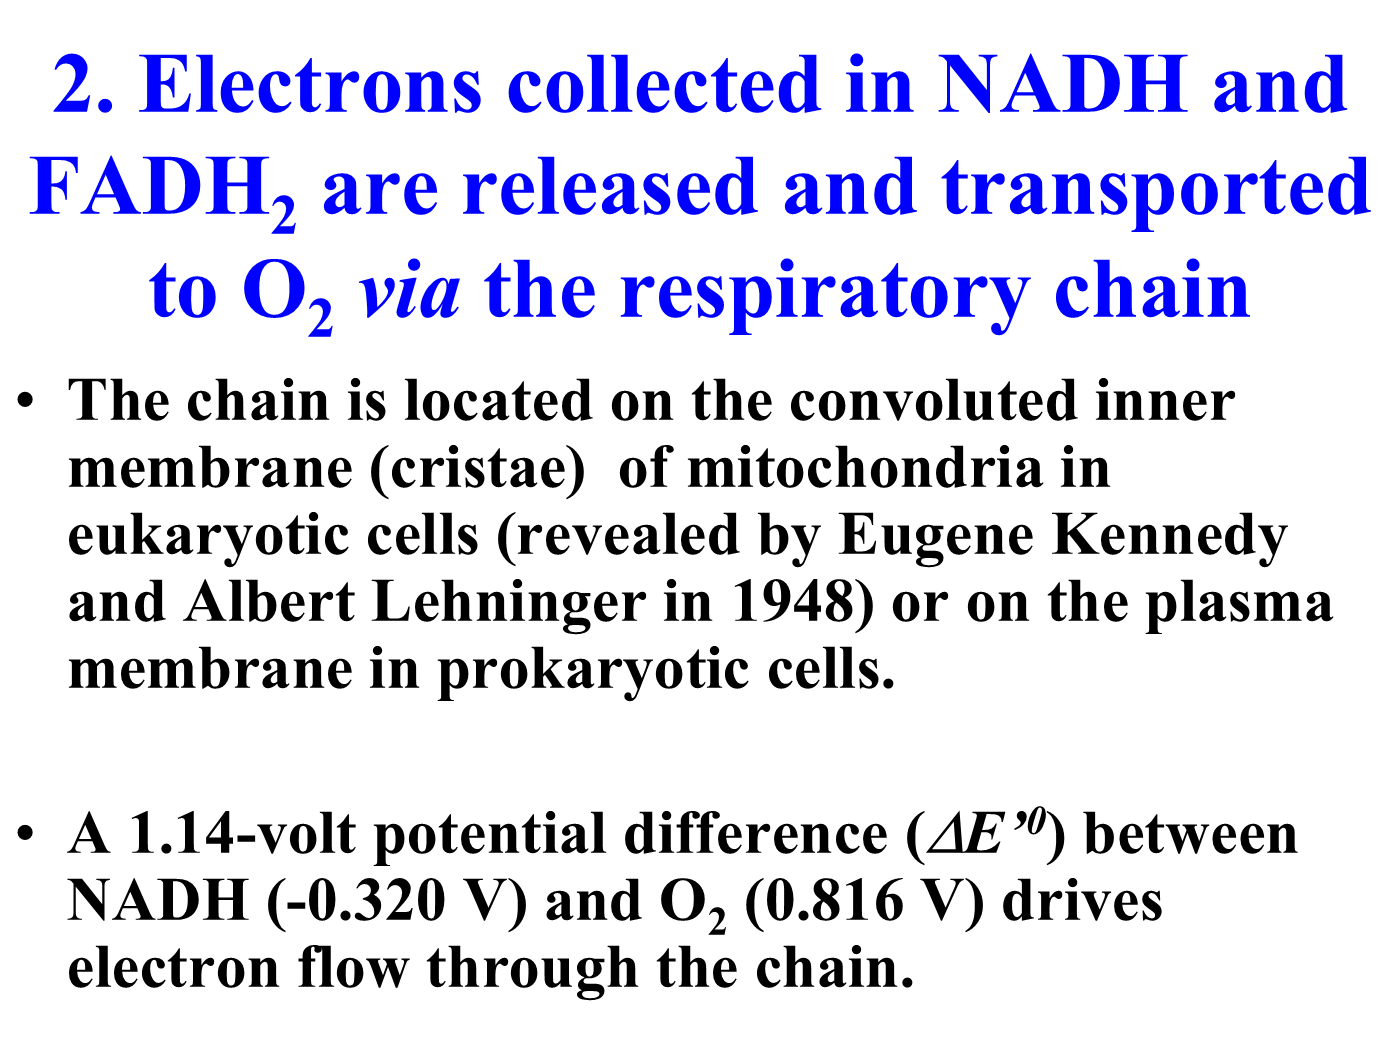 2. Electrons collected in NADH and
FADH₂ are released and transported
to O₂ via the respiratory chain
• The chain is located on the convoluted inner
membrane (cristae)  of mitochondria in
eukaryotic cells (revealed by Eugene Kennedy
and Albert Lehninger in 1948) or on the plasma
membrane in prokaryotic cells.
• A 1.14-volt potential difference (ΔE’⁰) between
NADH (-0.320 V) and O₂ (0.816 V) drives
electron flow through the chain.